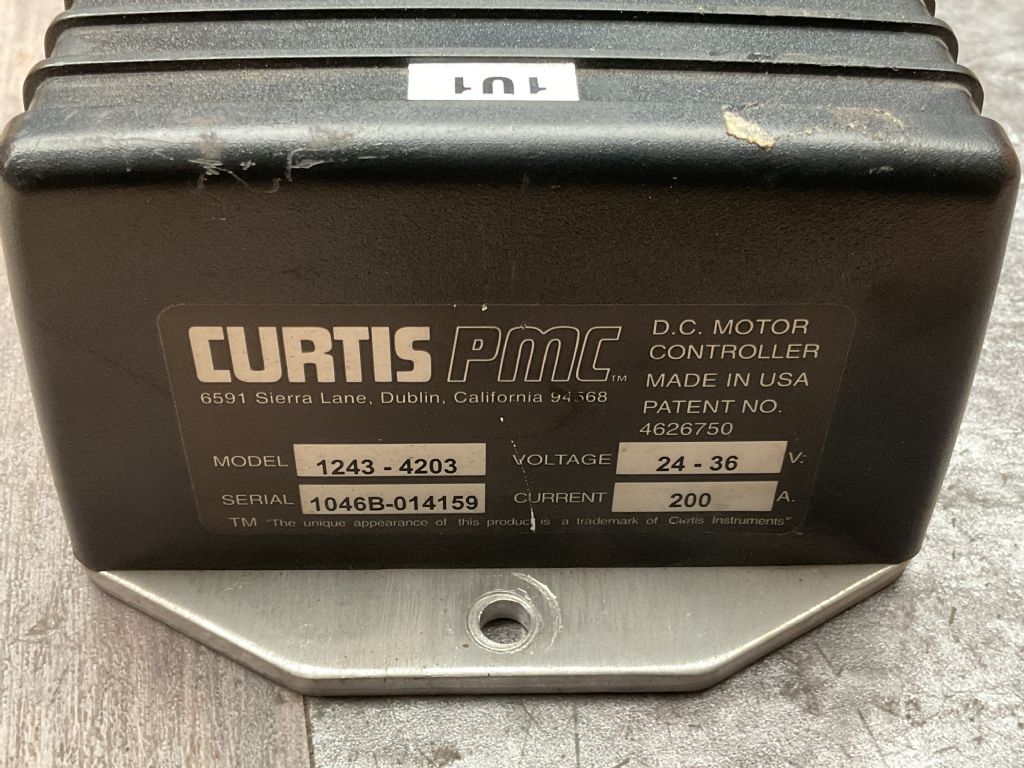 101
CURTIS PMC™
6591 Sierra Lane, Dublin, California 94568
D.C. MOTOR
CONTROLLER
MADE IN USA
PATENT NO.
4626750
MODEL 1243 - 4203
VOLTAGE 24 - 36 V.
SERIAL 1046B-014159
CURRENT 200 A.
TM "The unique appearance of this product is a trademark of Curtis Instruments"